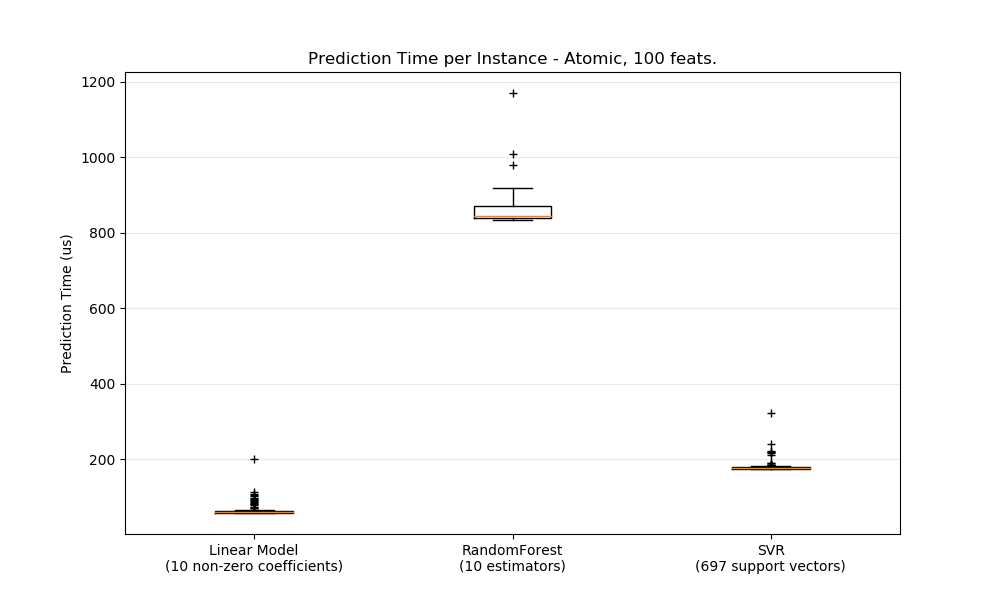 Prediction Time per Instance - Atomic, 100 feats.
1200
1000
800
600
400
200
Prediction Time (us)
Linear Model
(10 non-zero coefficients)
RandomForest
(10 estimators)
SVR
(697 support vectors)